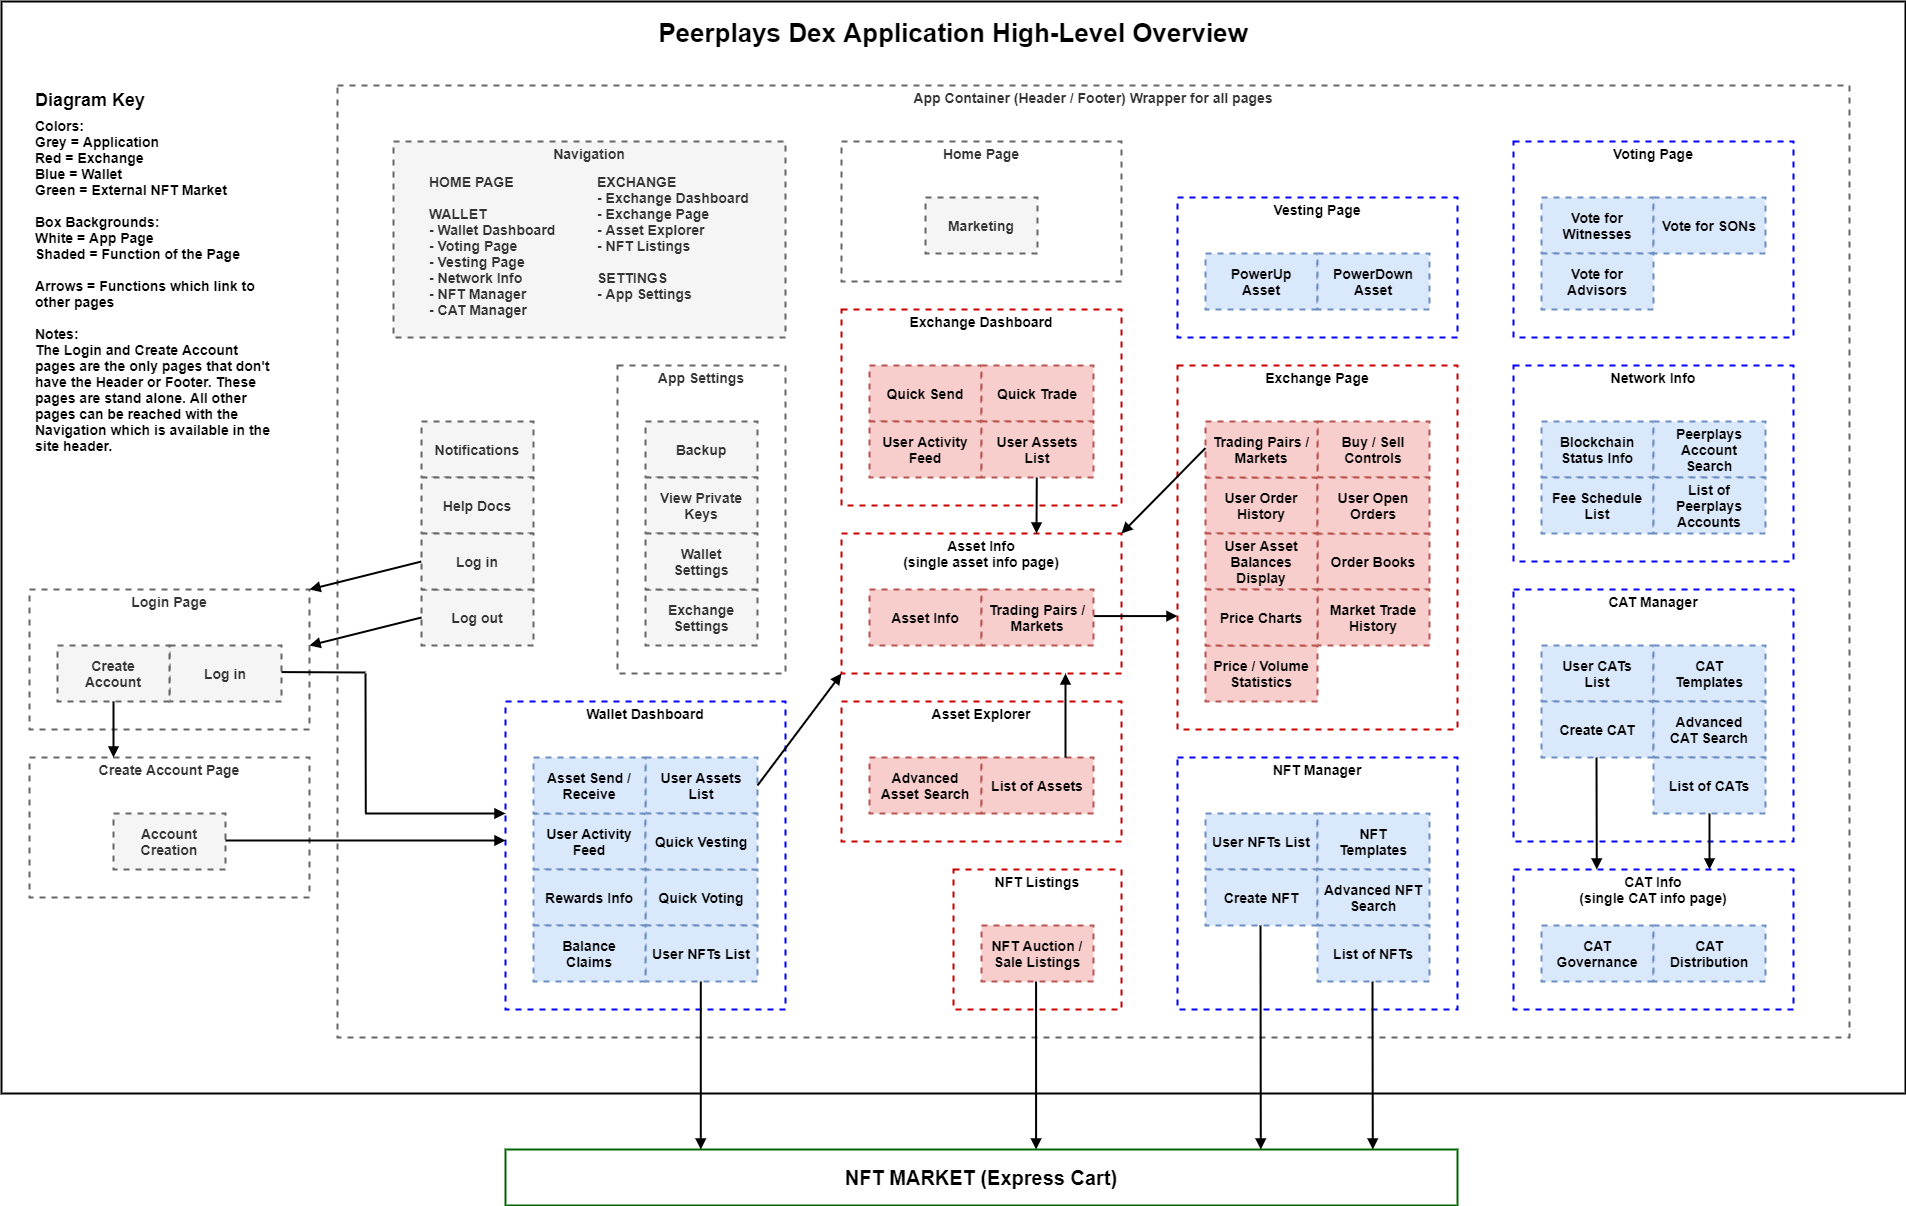 Peerplays Dex Application High-Level Overview
Diagram Key
Colors:
Grey = Application
Red = Exchange
Blue = Wallet
Green = External NFT Market
Box Backgrounds:
White = App Page
Shaded = Function of the Page
Arrows = Functions which link to
other pages
Notes:
The Login and Create Account
pages are the only pages that don't
have the Header or Footer. These
pages are stand alone. All other
pages can be reached with the
Navigation which is available in the
site header.
App Container (Header / Footer) Wrapper for all pages
Navigation
HOME PAGE
WALLET
- Wallet Dashboard
- Voting Page
- Vesting Page
- Network Info
- NFT Manager
- CAT Manager
EXCHANGE
- Exchange Dashboard
- Exchange Page
- Asset Explorer
- NFT Listings
SETTINGS
- App Settings
Home Page
Marketing
Vesting Page
PowerUp
Asset
PowerDown
Asset
Voting Page
Vote for
Witnesses
Vote for SONs
Vote for
Advisors
Notifications
Help Docs
Log in
Log out
App Settings
Backup
View Private
Keys
Wallet
Settings
Exchange
Settings
Exchange Dashboard
Quick Send
Quick Trade
User Activity
Feed
User Assets
List
Asset Info
(single asset info page)
Asset Info
Trading Pairs /
Markets
Exchange Page
Trading Pairs /
Markets
Buy / Sell
Controls
User Order
History
User Open
Orders
User Asset
Balances
Display
Order Books
Price Charts
Market Trade
History
Price / Volume
Statistics
Network Info
Blockchain
Status Info
Peerplays
Account
Search
Fee Schedule
List
List of
Peerplays
Accounts
Login Page
Create
Account
Log in
Create Account Page
Account
Creation
Wallet Dashboard
Asset Send /
Receive
User Assets
List
User Activity
Feed
Quick Vesting
Rewards Info
Quick Voting
Balance
Claims
User NFTs List
Asset Explorer
Advanced
Asset Search
List of Assets
NFT Listings
NFT Auction /
Sale Listings
NFT Manager
User NFTs List
NFT
Templates
Create NFT
Advanced NFT
Search
List of NFTs
CAT Manager
User CATs
List
CAT
Templates
Create CAT
Advanced
CAT Search
List of CATs
CAT Info
(single CAT info page)
CAT
Governance
CAT
Distribution
NFT MARKET (Express Cart)